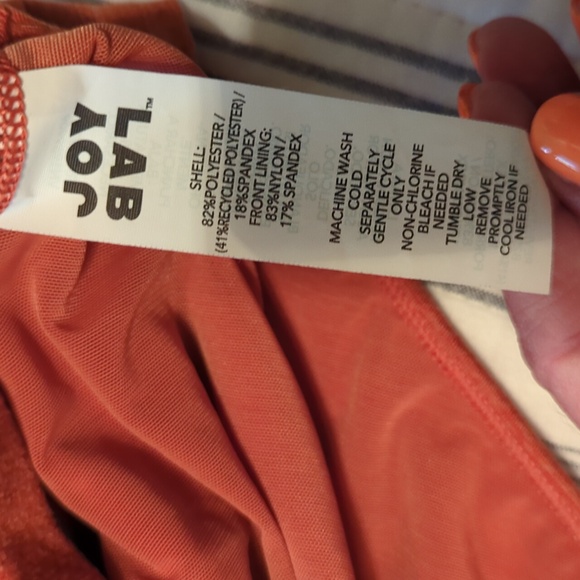 JOY
LAB™
SHELL:
82%POLYESTER/
(41%RECYCLED POLYESTER)/
18%SPANDEX
FRONT LINING:
83%NYLON/
17% SPANDEX
MACHINE WASH
COLD
SEPARATELY
GENTLE CYCLE
ONLY
NON-CHLORINE
BLEACH IF
NEEDED
TUMBLE DRY
LOW
REMOVE
PROMPTLY
COOL IRON IF
NEEDED